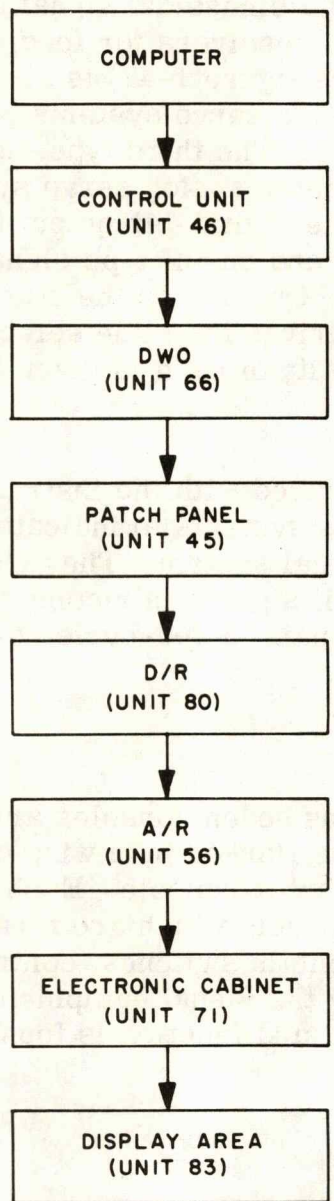 COMPUTER
CONTROL UNIT
(UNIT 46)
DWO
(UNIT 66)
PATCH PANEL
(UNIT 45)
D/R
(UNIT 80)
A/R
(UNIT 56)
ELECTRONIC CABINET
(UNIT 71)
DISPLAY AREA
(UNIT 83)